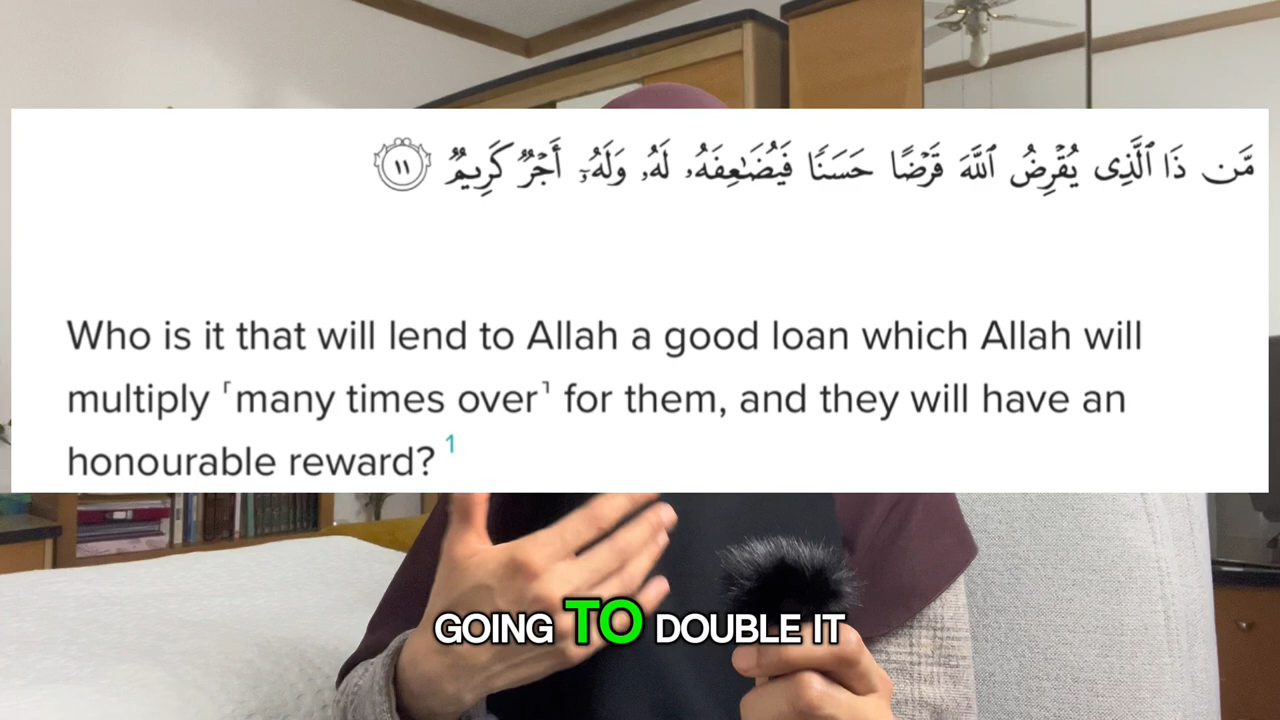 مَّن ذَا ٱلَّذِى يُقْرِضُ ٱللَّهَ قَرْضًا حَسَنًا فَيُضَـٰعِفَهُۥ لَهُۥ وَلَهُۥٓ أَجْرٌ كَرِيمٌ ١١
Who is it that will lend to Allah a good loan which Allah will
multiply ˹many times over˺ for them, and they will have an
honourable reward? 1
GOING TO DOUBLE IT